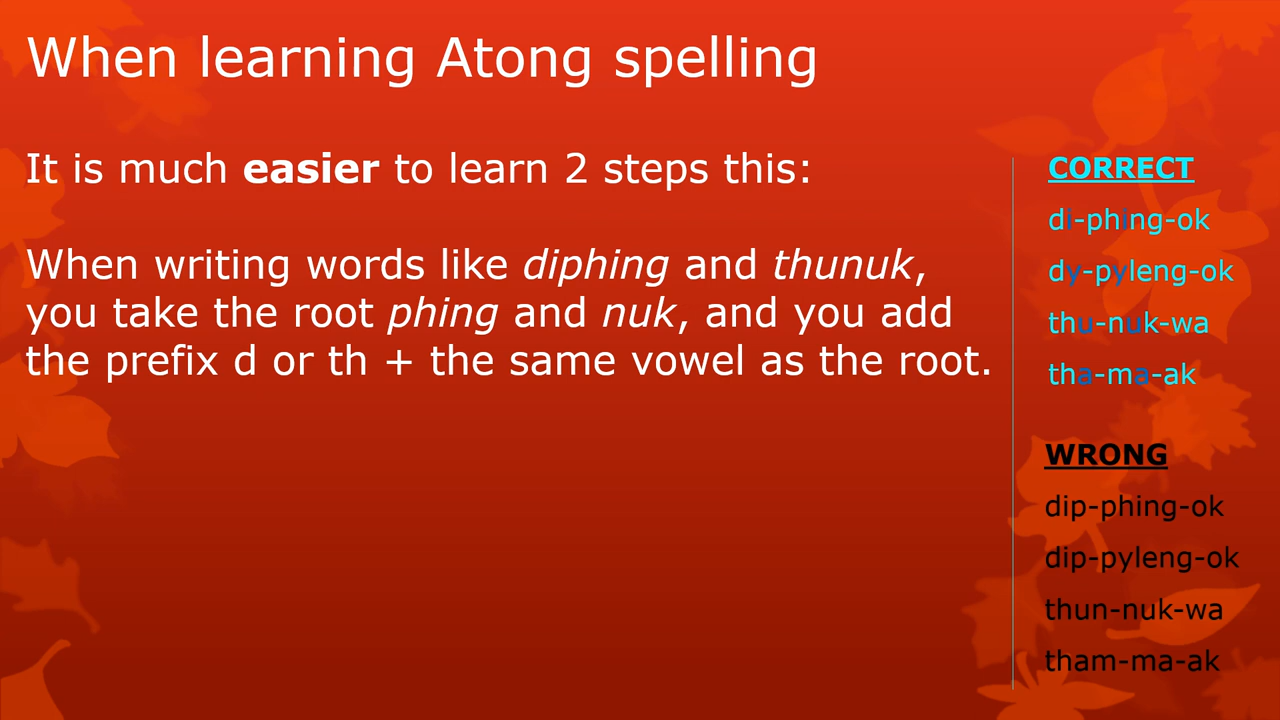 When learning Atong spelling
It is much easier to learn 2 steps this:
When writing words like diphing and thunuk,
you take the root phing and nuk, and you add
the prefix d or th + the same vowel as the root.
CORRECT
di-phing-ok
dy-pyleng-ok
thu-nuk-wa
tha-ma-ak
WRONG
dip-phing-ok
dip-pyleng-ok
thun-nuk-wa
tham-ma-ak